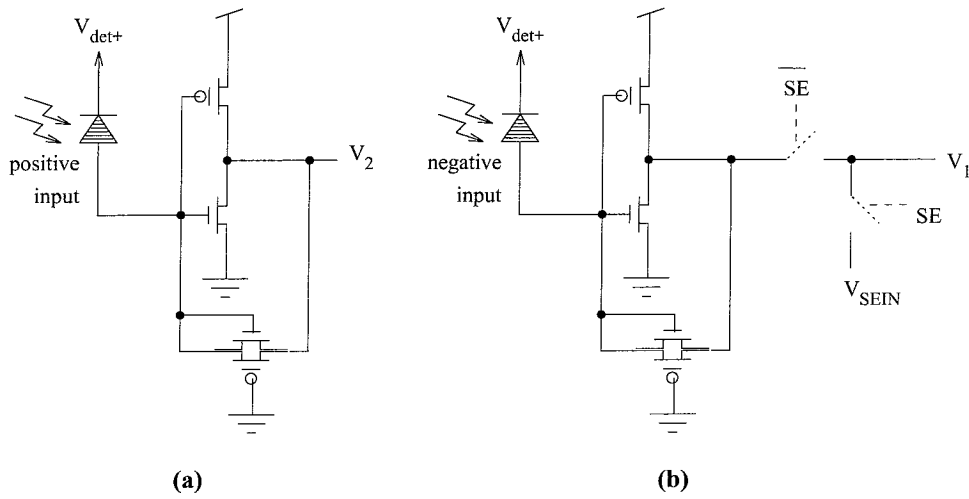 V_det+
positive
input
V_2
(a)
V_det+
negative
input
SE
V_1
SE
V_SEIN
(b)